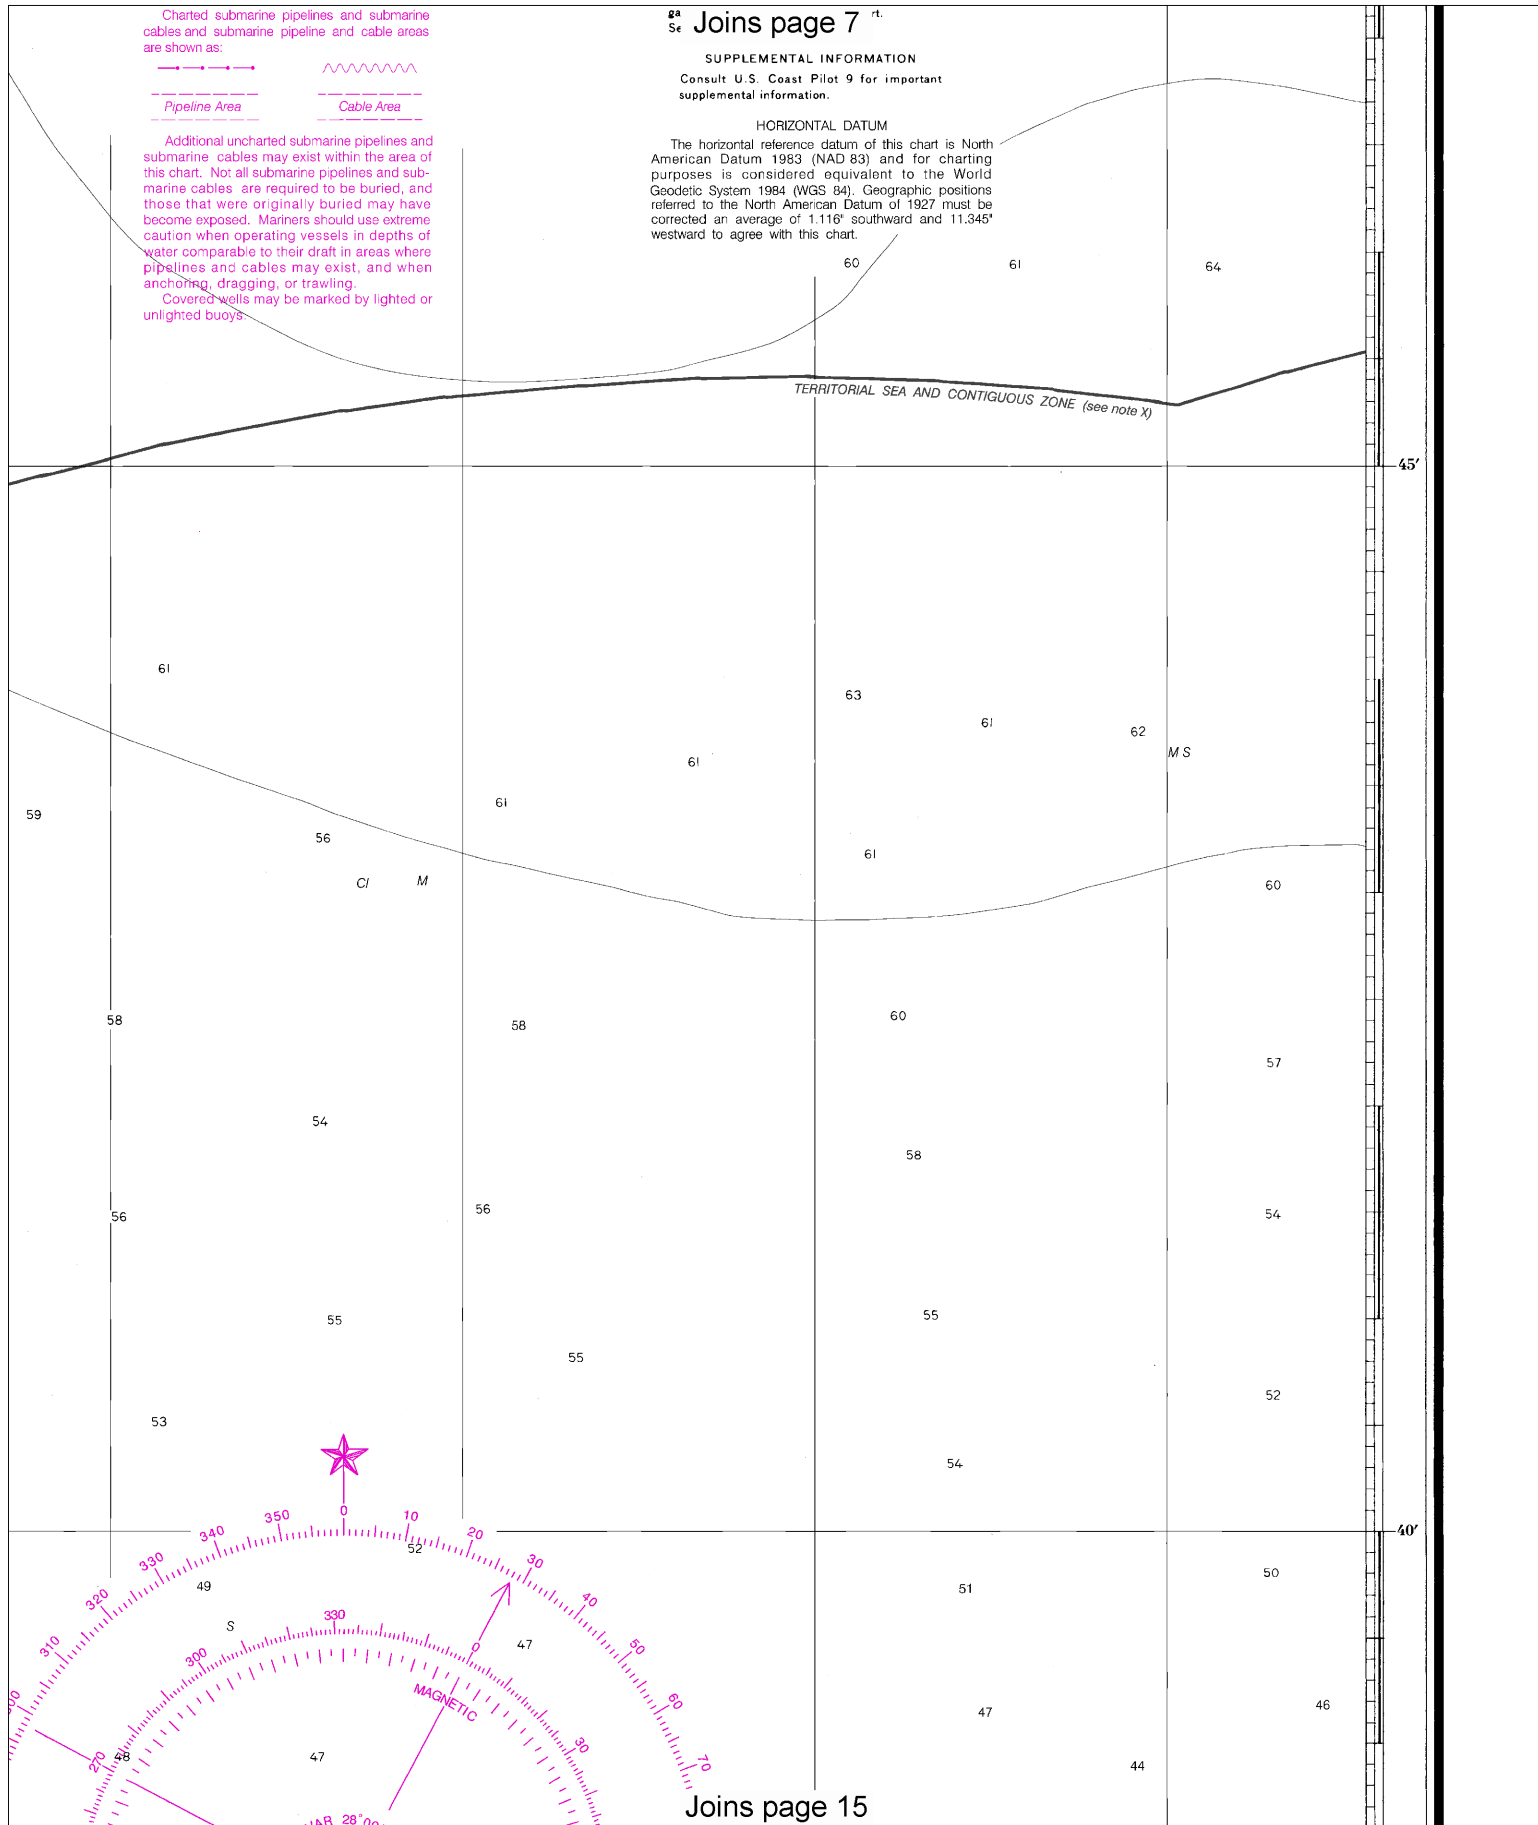 Charted submarine pipelines and submarine
cables and submarine pipeline and cable areas
are shown as:
Pipeline Area
Cable Area
Additional uncharted submarine pipelines and
submarine cables may exist within the area of
this chart. Not all submarine pipelines and sub-
marine cables are required to be buried, and
those that were originally buried may have
become exposed. Mariners should use extreme
caution when operating vessels in depths of
water comparable to their draft in areas where
pipelines and cables may exist, and when
anchoring, dragging, or trawling.
Covered wells may be marked by lighted or
unlighted buoys.
Joins page 7
SUPPLEMENTAL INFORMATION
Consult U.S. Coast Pilot 9 for important
supplemental information.
HORIZONTAL DATUM
The horizontal reference datum of this chart is North
American Datum 1983 (NAD 83) and for charting
purposes is considered equivalent to the World
Geodetic System 1984 (WGS 84). Geographic positions
referred to the North American Datum of 1927 must be
corrected an average of 1.116" southward and 11.345"
westward to agree with this chart.
60
61
64
TERRITORIAL SEA AND CONTIGUOUS ZONE (see note X)
45'
61
63
61
62
M S
61
61
59
56
61
Cl
M
60
58
58
60
57
54
58
56
56
54
55
55
55
52
53
54
0
350
10
340
20
40'
52
330
30
50
49
51
320
40
330
S
310
0
47
50
300
MAGNETIC
60
47
46
30
270
48
47
70
44
Joins page 15